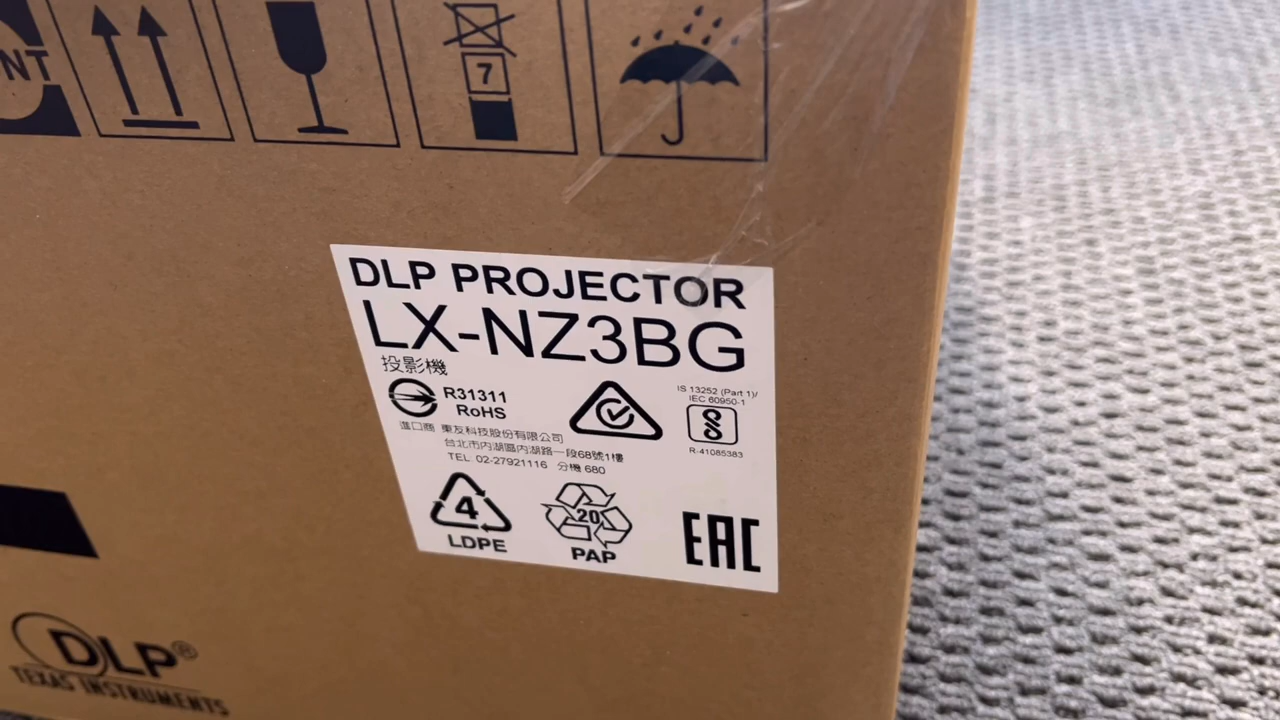 NT
7
DLP PROJECTOR
LX-NZ3BG
投影機
R31311
RoHS
IS 13252 (Part 1)/
IEC 60950-1
R-41085383
進口商 東友科技股份有限公司
台北市內湖區內湖路一段68號1樓
TEL 02-27921116 分機 680
4
LDPE
20
PAP
EAC
DLP®
TEXAS INSTRUMENTS